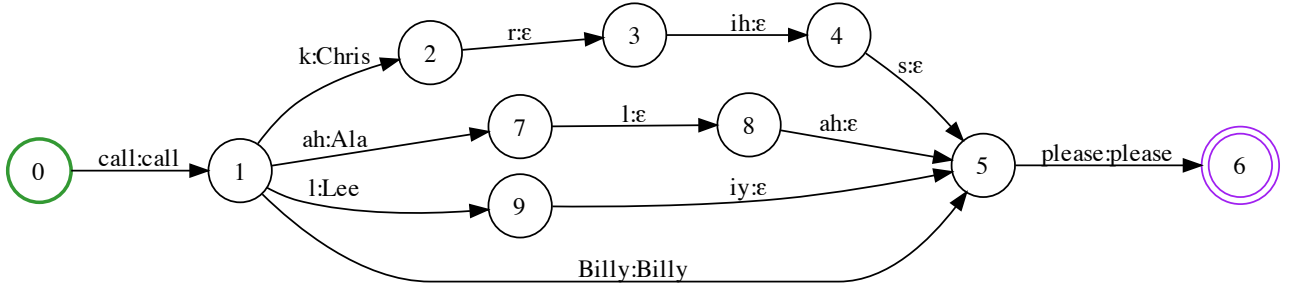 0
call:call
1
k:Chris
2
r:ε
3
ih:ε
4
s:ε
ah:Ala
7
l:ε
8
ah:ε
l:Lee
9
iy:ε
Billy:Billy
5
please:please
6